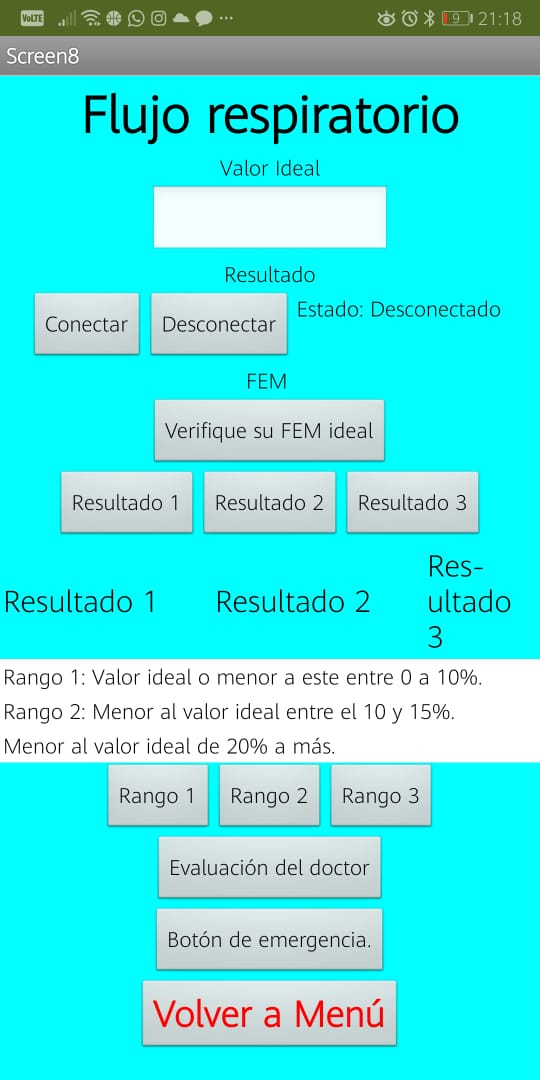 VoLTE 9 21:18
Screen8
Flujo respiratorio
Valor Ideal
Resultado
Conectar Desconectar Estado: Desconectado
FEM
Verifique su FEM ideal
Resultado 1 Resultado 2 Resultado 3
Resultado 1 Resultado 2 Res-
ultado
3
Rango 1: Valor ideal o menor a este entre 0 a 10%.
Rango 2: Menor al valor ideal entre el 10 y 15%.
Menor al valor ideal de 20% a más.
Rango 1 Rango 2 Rango 3
Evaluación del doctor
Botón de emergencia.
Volver a Menú